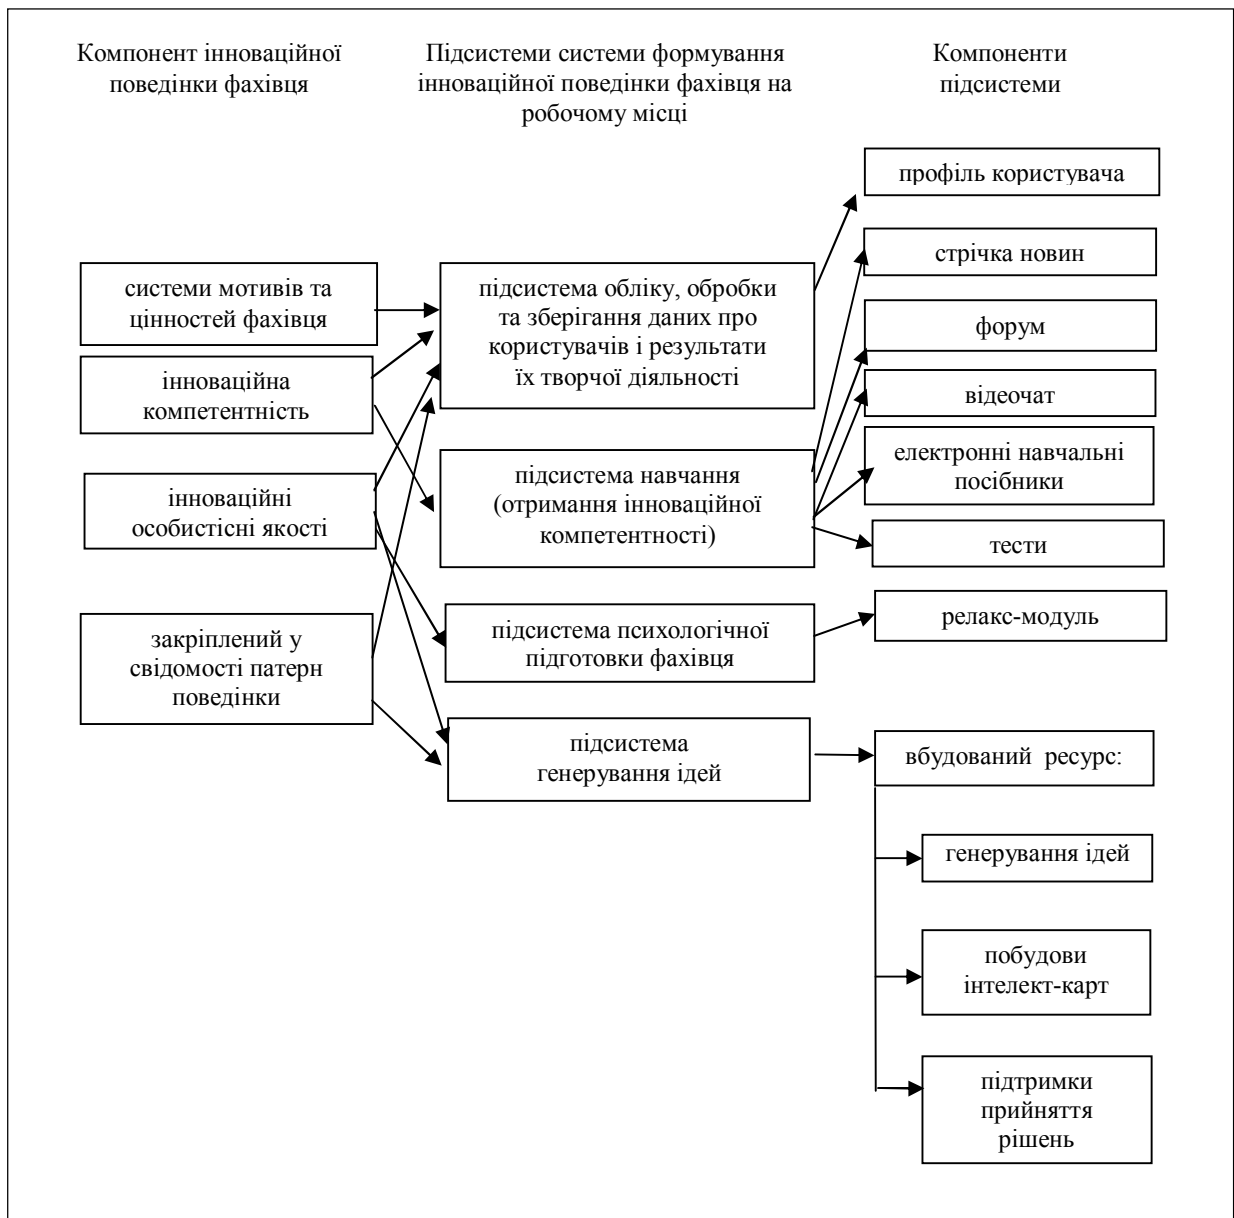 Компонент інноваційної
поведінки фахівця
Підсистеми системи формування
інноваційної поведінки фахівця на
робочому місці
Компоненти
підсистеми
системи мотивів та
цінностей фахівця
інноваційна
компетентність
інноваційні
особистісні якості
закріплений у
свідомості патерн
поведінки
підсистема обліку, обробки
та зберігання даних про
користувачів і результати
їх творчої діяльності
підсистема навчання
(отримання інноваційної
компетентності)
підсистема психологічної
підготовки фахівця
підсистема
генерування ідей
профіль користувача
стрічка новин
форум
відеочат
електронні навчальні
посібники
тести
релакс-модуль
вбудований ресурс:
генерування ідей
побудови
інтелект-карт
підтримки
прийняття
рішень